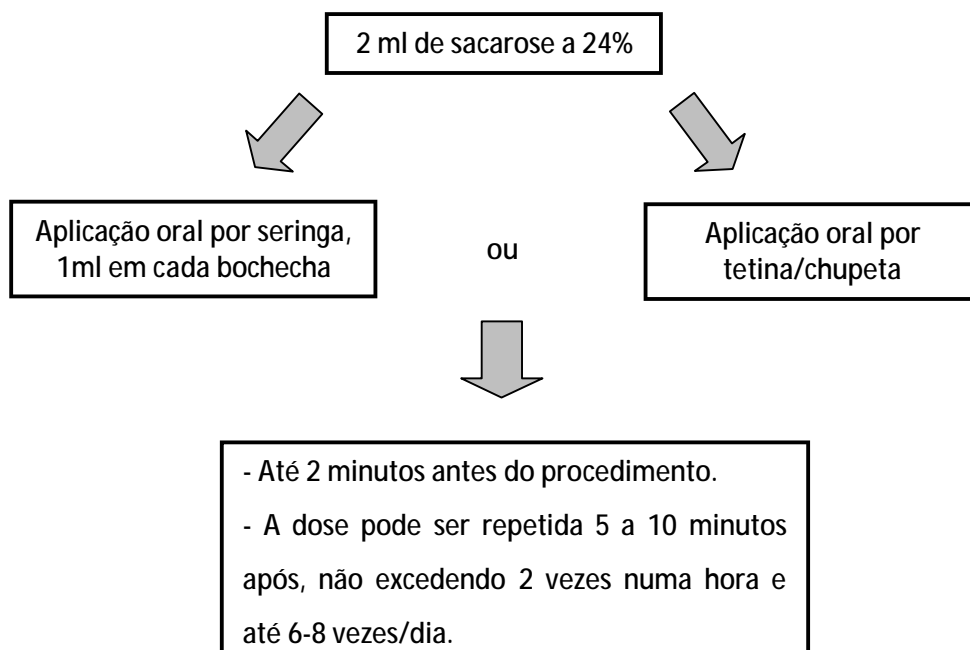 2 ml de sacarose a 24%
Aplicação oral por seringa,
1ml em cada bochecha
ou
Aplicação oral por
tetina/chupeta
- Até 2 minutos antes do procedimento.
- A dose pode ser repetida 5 a 10 minutos
após, não excedendo 2 vezes numa hora e
até 6-8 vezes/dia.